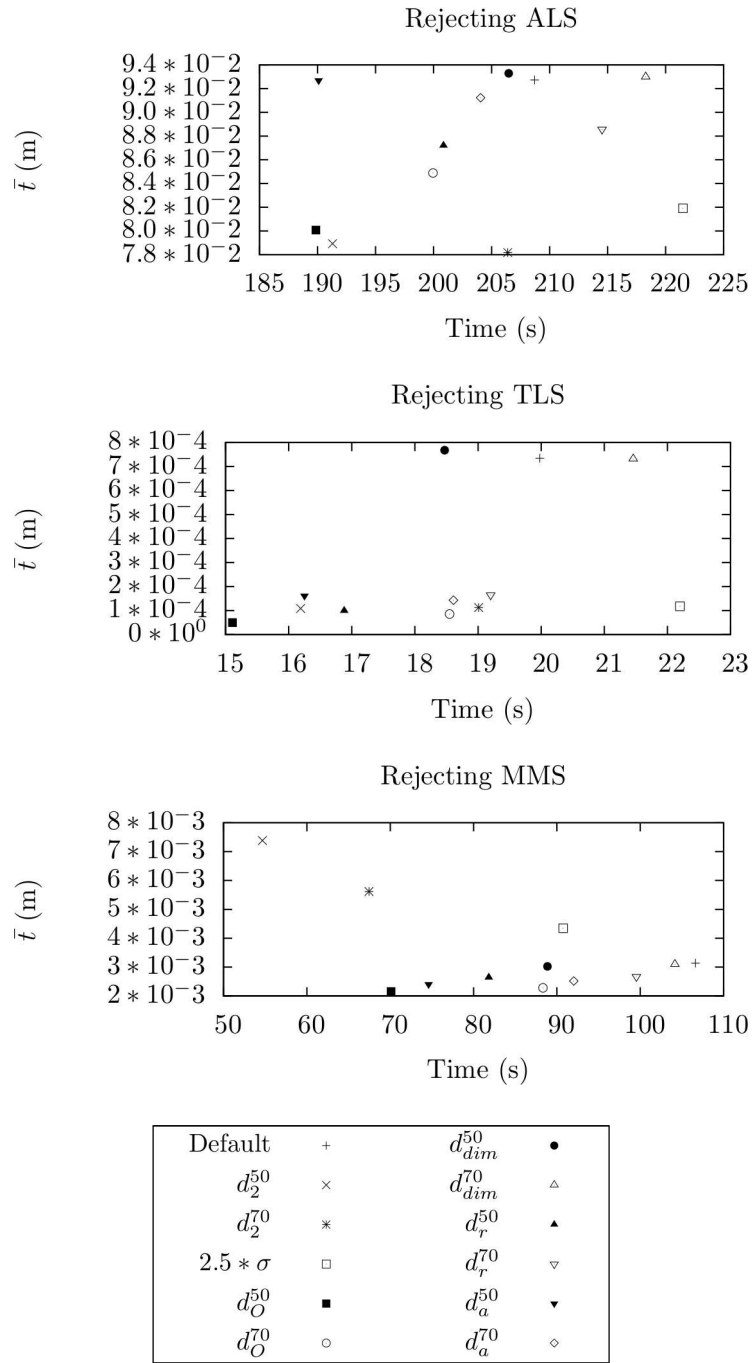 Rejecting ALS
t̄ (m)
9.4 * 10⁻²
9.2 * 10⁻²
9.0 * 10⁻²
8.8 * 10⁻²
8.6 * 10⁻²
8.4 * 10⁻²
8.2 * 10⁻²
8.0 * 10⁻²
7.8 * 10⁻²
185 190 195 200 205 210 215 220 225
Time (s)
Rejecting TLS
t̄ (m)
8 * 10⁻⁴
7 * 10⁻⁴
6 * 10⁻⁴
5 * 10⁻⁴
4 * 10⁻⁴
3 * 10⁻⁴
2 * 10⁻⁴
1 * 10⁻⁴
0 * 10⁰
15 16 17 18 19 20 21 22 23
Time (s)
Rejecting MMS
t̄ (m)
8 * 10⁻³
7 * 10⁻³
6 * 10⁻³
5 * 10⁻³
4 * 10⁻³
3 * 10⁻³
2 * 10⁻³
50 60 70 80 90 100 110
Time (s)
Default
d_2^{50}
d_2^{70}
2.5 * σ
d_O^{50}
d_O^{70}
d_{dim}^{50}
d_{dim}^{70}
d_r^{50}
d_r^{70}
d_a^{50}
d_a^{70}